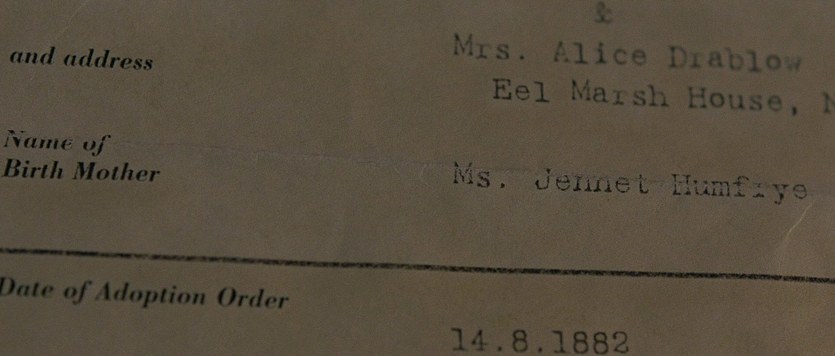 &
and address Mrs. Alice Drablow
Eel Marsh House,
Name of
Birth Mother Ms. Jennet Humfrye
Date of Adoption Order
14.8.1882